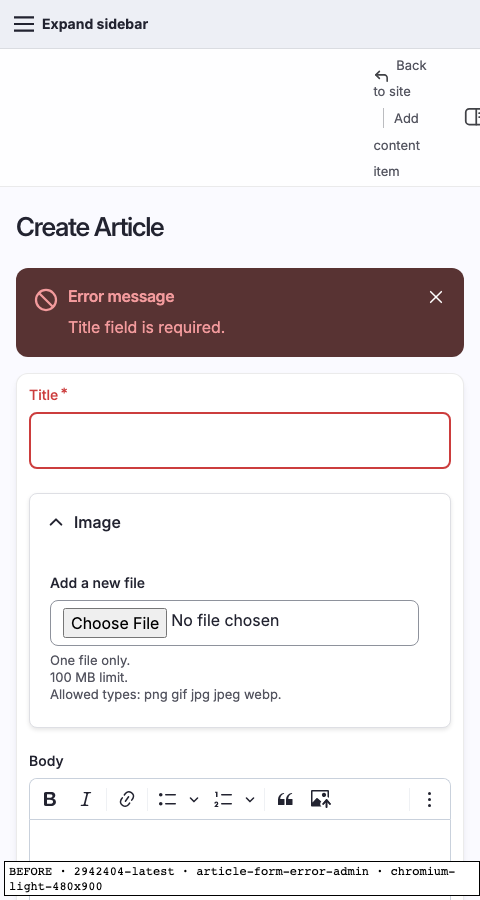 Expand sidebar
Back
to site
Add
content
item
Create Article
Error message
Title field is required.
Title *
Image
Add a new file
Choose File No file chosen
One file only.
100 MB limit.
Allowed types: png gif jpg jpeg webp.
Body
B I
BEFORE • 2942404-latest • article-form-error-admin • chromium-
light-480x900